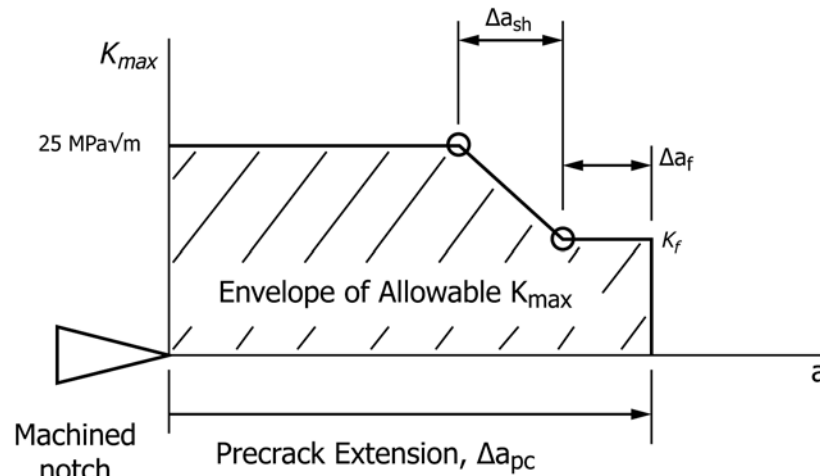 Δa_sh
K_max
25 MPa√m
Δa_f
K_f
Envelope of Allowable K_max
a
Machined
notch
Precrack Extension, Δa_pc